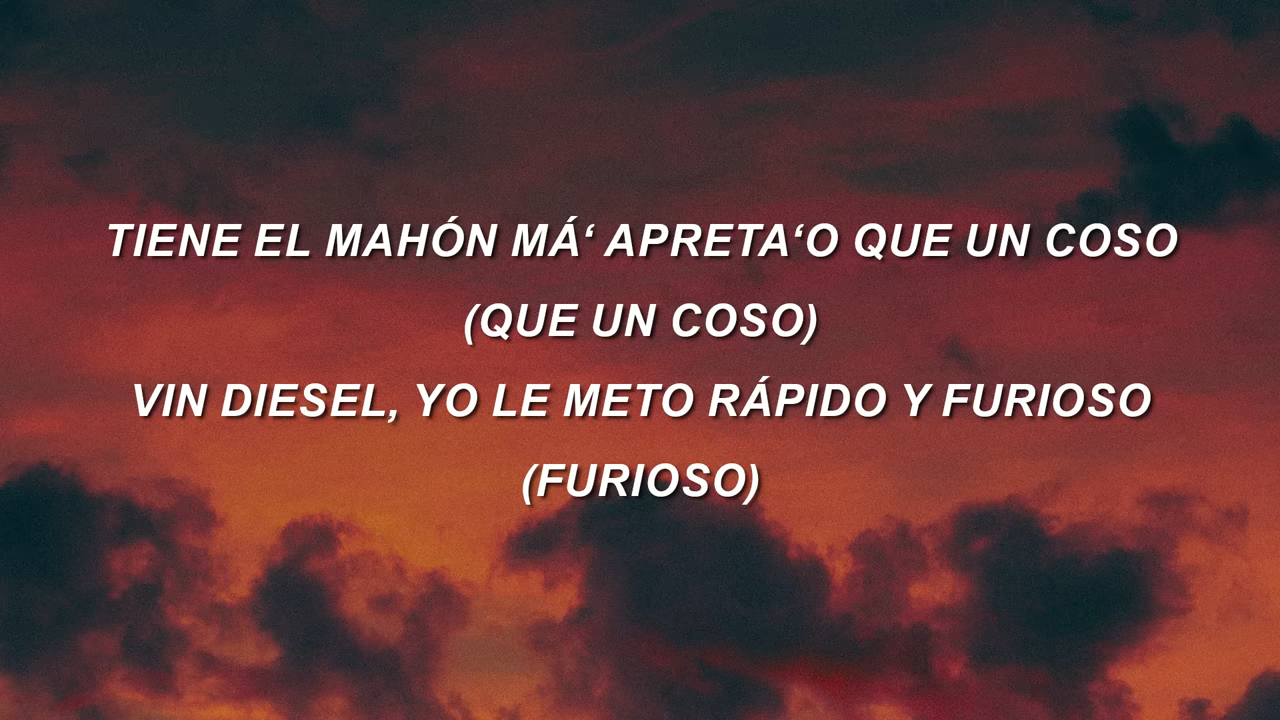 TIENE EL MAHÓN MÁ‘ APRETA‘O QUE UN COSO
(QUE UN COSO)
VIN DIESEL, YO LE METO RÁPIDO Y FURIOSO
(FURIOSO)